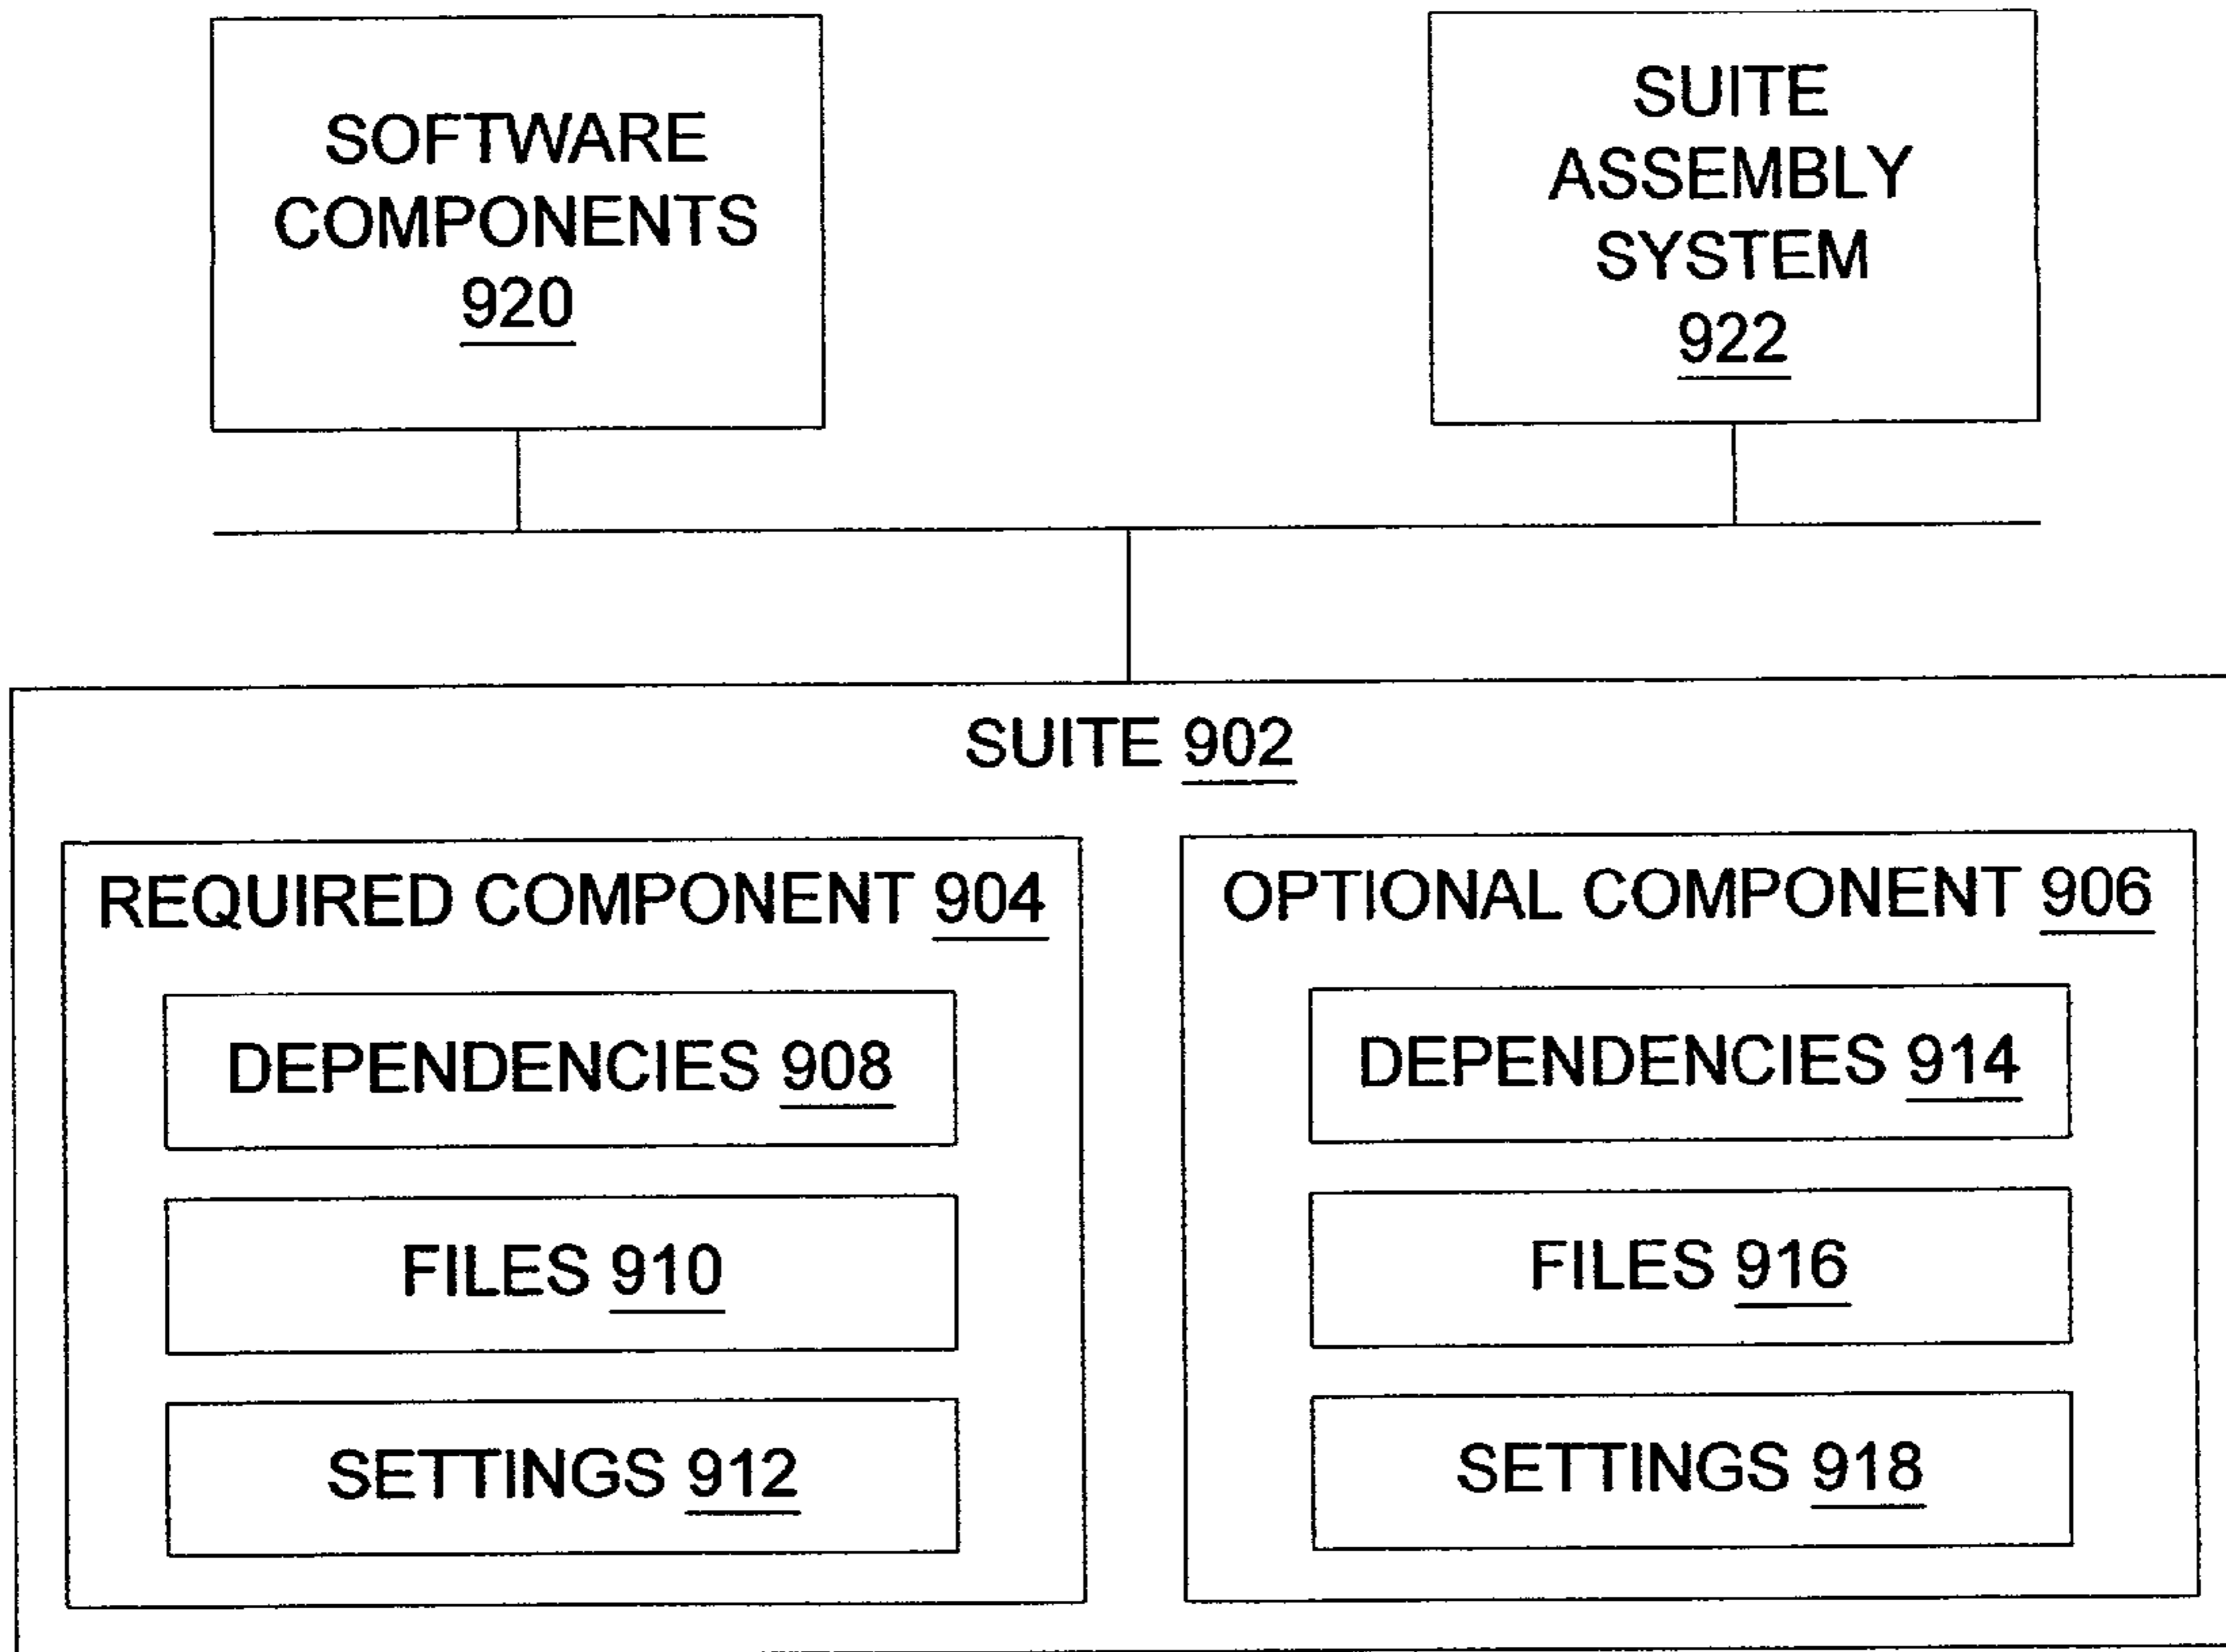 SOFTWARE
COMPONENTS
920
SUITE
ASSEMBLY
SYSTEM
922
SUITE 902
REQUIRED COMPONENT 904
DEPENDENCIES 908
FILES 910
SETTINGS 912
OPTIONAL COMPONENT 906
DEPENDENCIES 914
FILES 916
SETTINGS 918